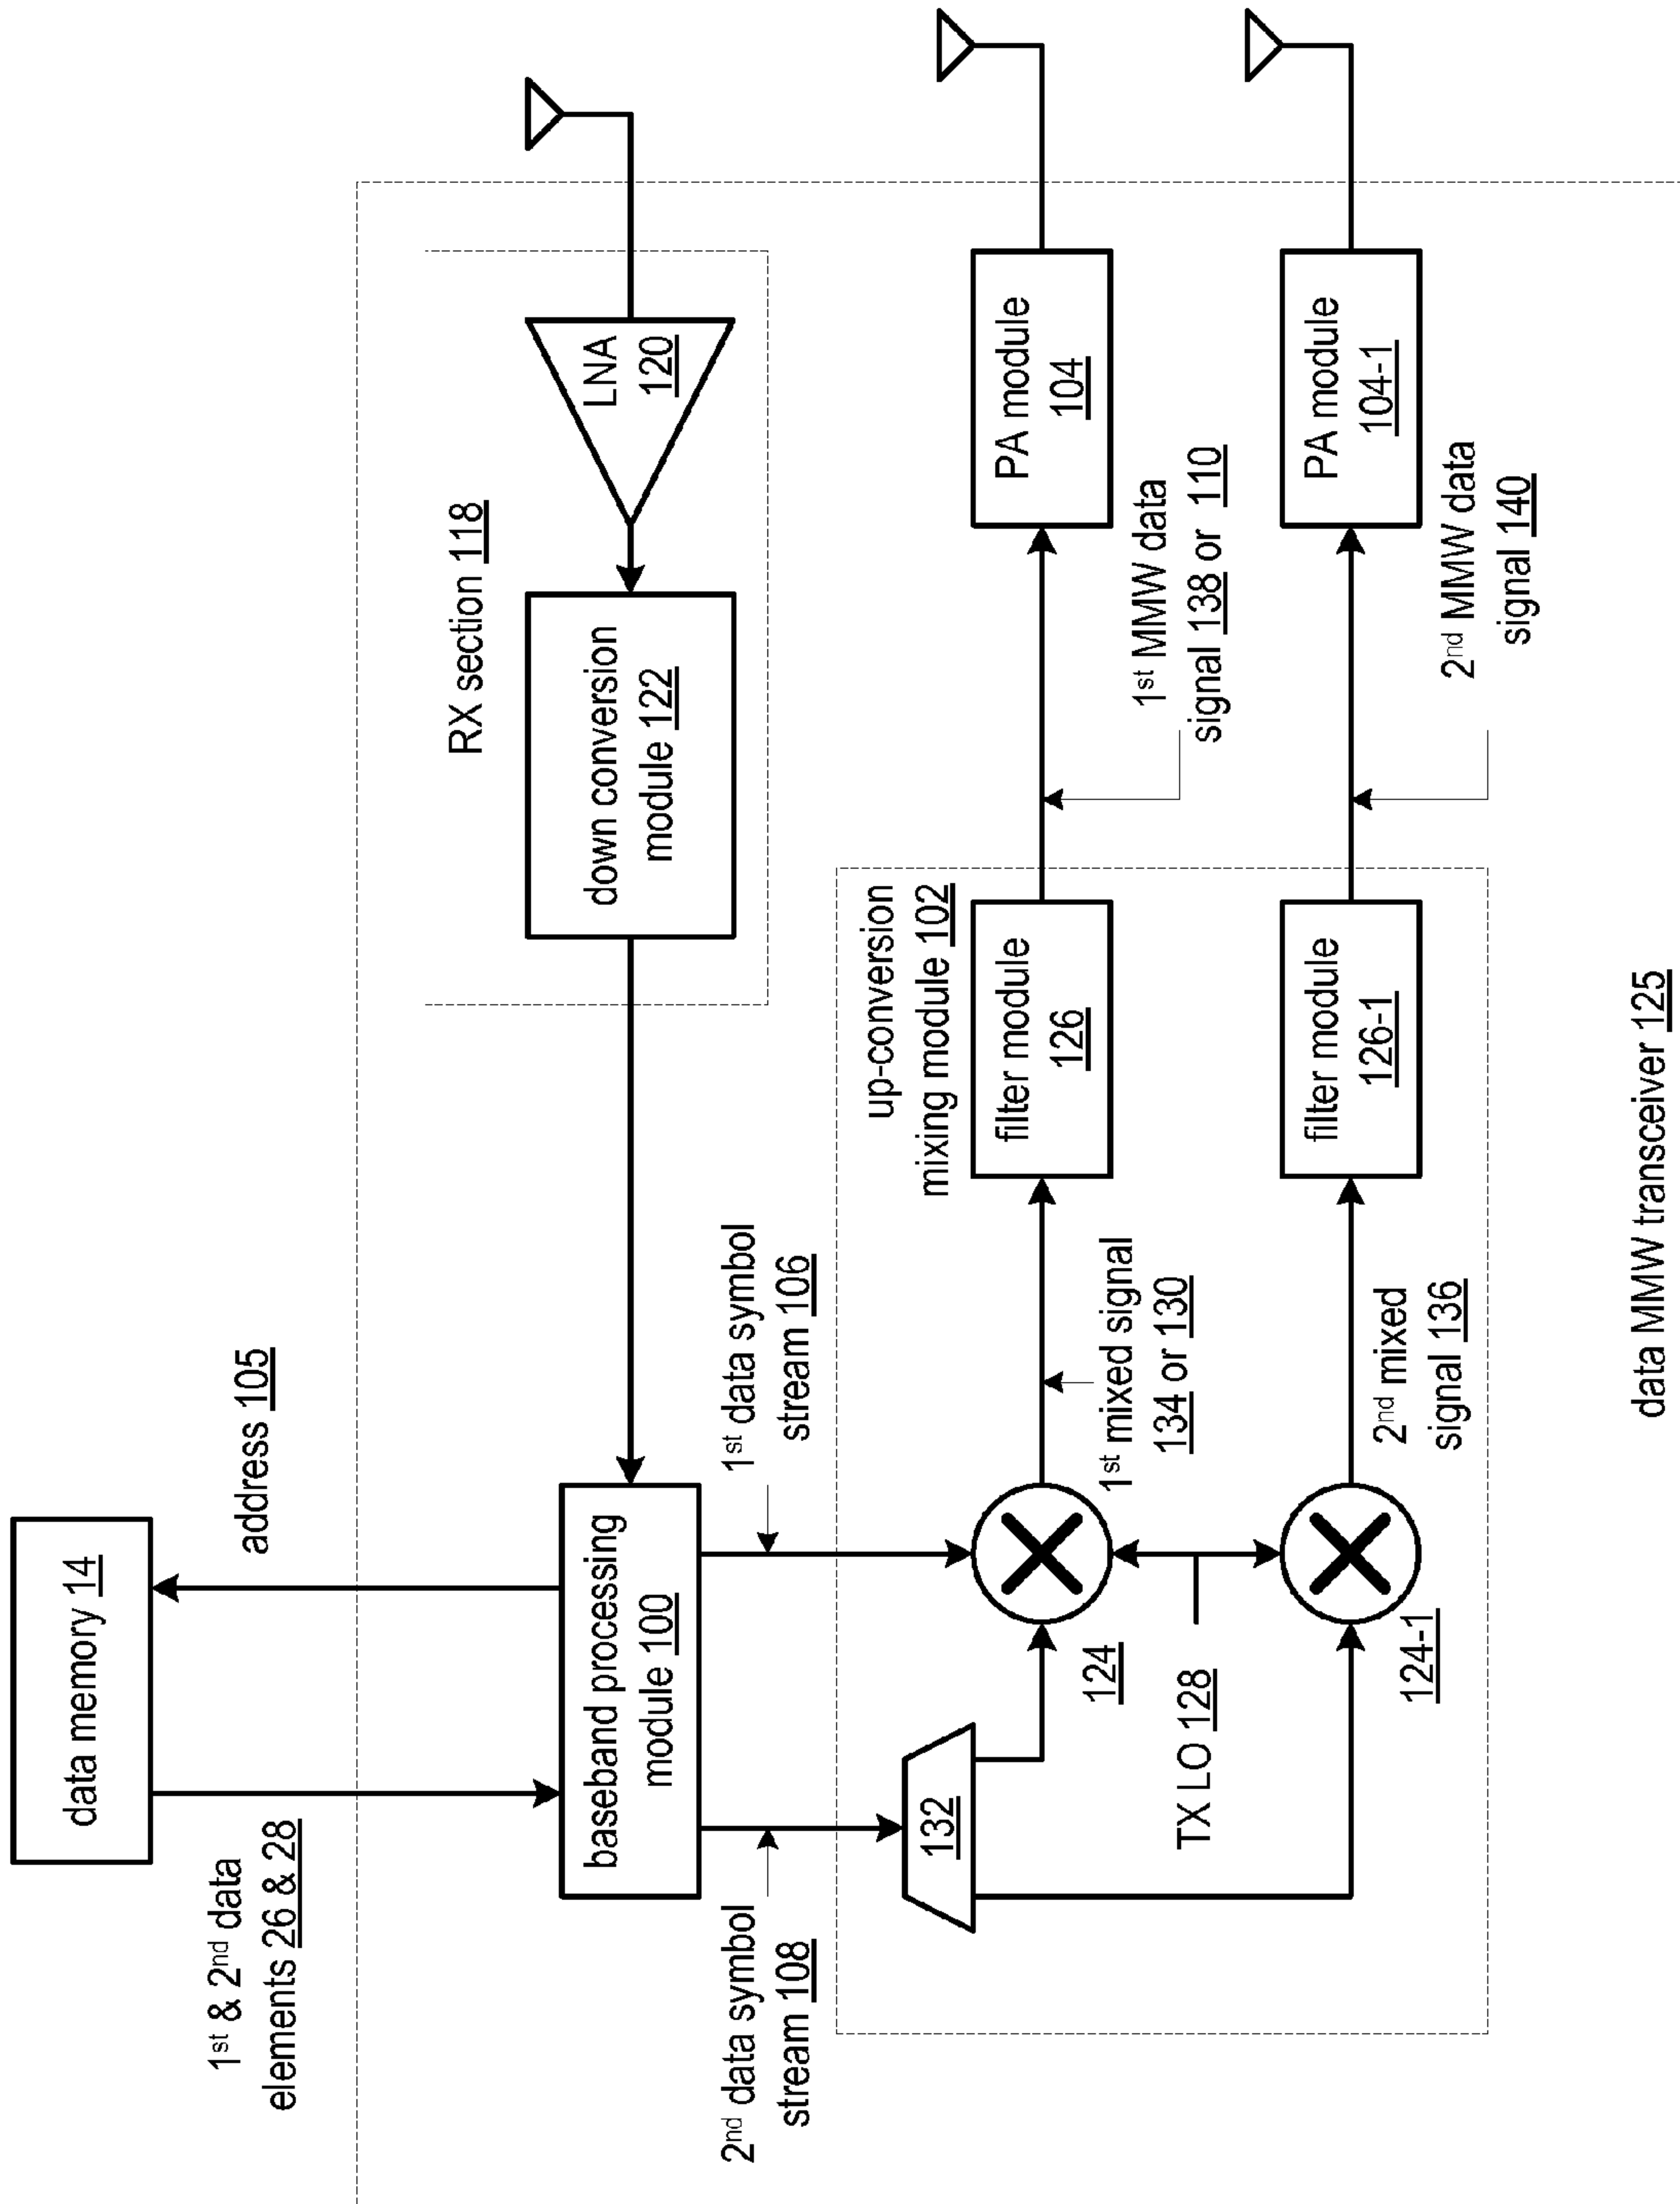 data memory 14
1st & 2nd data
elements 26 & 28
address 105
baseband processing
module 100
RX section 118
down conversion
module 122
LNA
120
2nd data symbol
stream 108
1st data symbol
stream 106
up-conversion
mixing module 102
132
124
1st mixed signal
134 or 130
filter module
126
1st MMW data
signal 138 or 110
PA module
104
TX LO 128
124-1
2nd mixed
signal 136
filter module
126-1
2nd MMW data
signal 140
PA module
104-1
data MMW transceiver 125